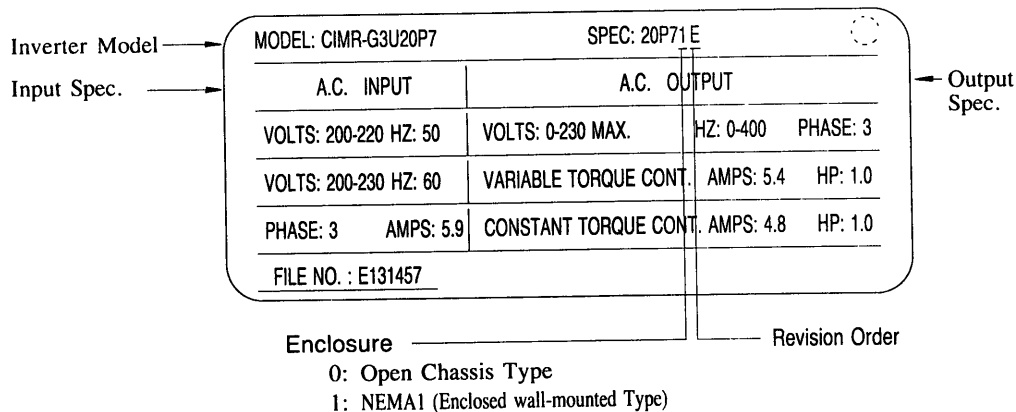 Inverter Model
MODEL: CIMR-G3U20P7 SPEC: 20P71E
Input Spec.
A.C. INPUT A.C. OUTPUT
Output
Spec.
VOLTS: 200-220 HZ: 50 VOLTS: 0-230 MAX. HZ: 0-400 PHASE: 3
VOLTS: 200-230 HZ: 60 VARIABLE TORQUE CONT. AMPS: 5.4 HP: 1.0
PHASE: 3 AMPS: 5.9 CONSTANT TORQUE CONT. AMPS: 4.8 HP: 1.0
FILE NO. : E131457
Enclosure
Revision Order
0: Open Chassis Type
1: NEMA1 (Enclosed wall-mounted Type)